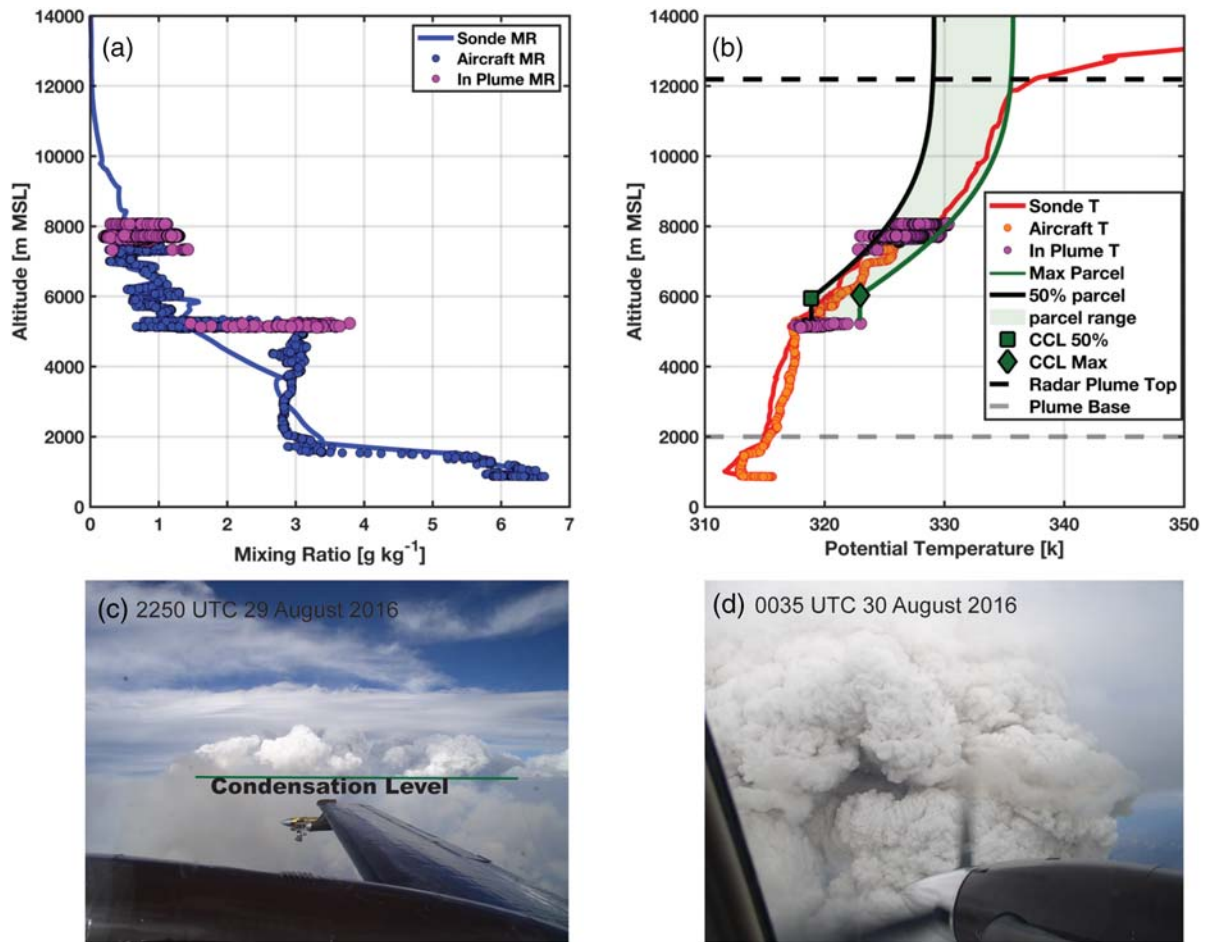 (a)
Sonde MR
Aircraft MR
In Plume MR
14000
12000
10000
8000
6000
4000
2000
0
Altitude [m MSL]
0 1 2 3 4 5 6 7
Mixing Ratio [g kg⁻¹]
(b)
14000
12000
10000
8000
6000
4000
2000
0
Altitude [m MSL]
Sonde T
Aircraft T
In Plume T
Max Parcel
50% parcel
parcel range
CCL 50%
CCL Max
Radar Plume Top
Plume Base
310 320 330 340 350
Potential Temperature [k]
(c) 2250 UTC 29 August 2016
Condensation Level
(d) 0035 UTC 30 August 2016